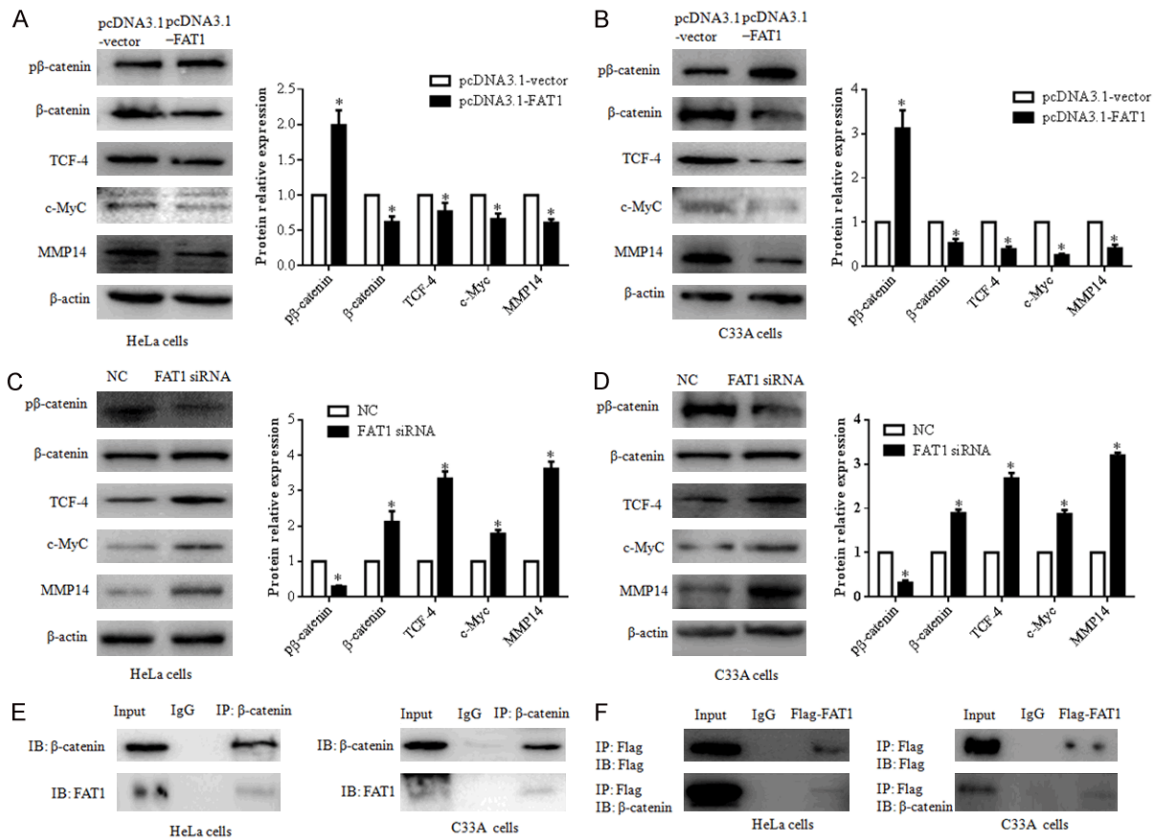 A
pcDNA3.1 pcDNA3.1
-vector –FAT1
pβ-catenin
β-catenin
TCF-4
c-MyC
MMP14
β-actin
HeLa cells
Protein relative expression
2.5
2.0
1.5
1.0
0.5
0.0
pcDNA3.1-vector
pcDNA3.1-FAT1
* * * * *
pβ-catenin β-catenin TCF-4 c-Myc MMP14
B
pcDNA3.1 pcDNA3.1
-vector –FAT1
pβ-catenin
β-catenin
TCF-4
c-MyC
MMP14
β-actin
C33A cells
Protein relative expression
4
3
2
1
0
pcDNA3.1-vector
pcDNA3.1-FAT1
* * * * *
pβ-catenin β-catenin TCF-4 c-Myc MMP14
C
NC FAT1 siRNA
pβ-catenin
β-catenin
TCF-4
c-MyC
MMP14
β-actin
HeLa cells
Protein relative expression
5
4
3
2
1
0
NC
FAT1 siRNA
* * * * *
pβ-catenin β-catenin TCF-4 c-Myc MMP14
D
NC FAT1 siRNA
pβ-catenin
β-catenin
TCF-4
c-MyC
MMP14
β-actin
C33A cells
Protein relative expression
4
3
2
1
0
NC
FAT1 siRNA
* * * * *
pβ-catenin β-catenin TCF-4 c-Myc MMP14
E
Input IgG IP: β-catenin
IB: β-catenin
IB: FAT1
HeLa cells
Input IgG IP: β-catenin
IB: β-catenin
IB: FAT1
C33A cells
F
Input IgG Flag-FAT1
IP: Flag
IB: Flag
IP: Flag
IB: β-catenin
HeLa cells
Input IgG Flag-FAT1
IP: Flag
IB: Flag
IP: Flag
IB: β-catenin
C33A cells